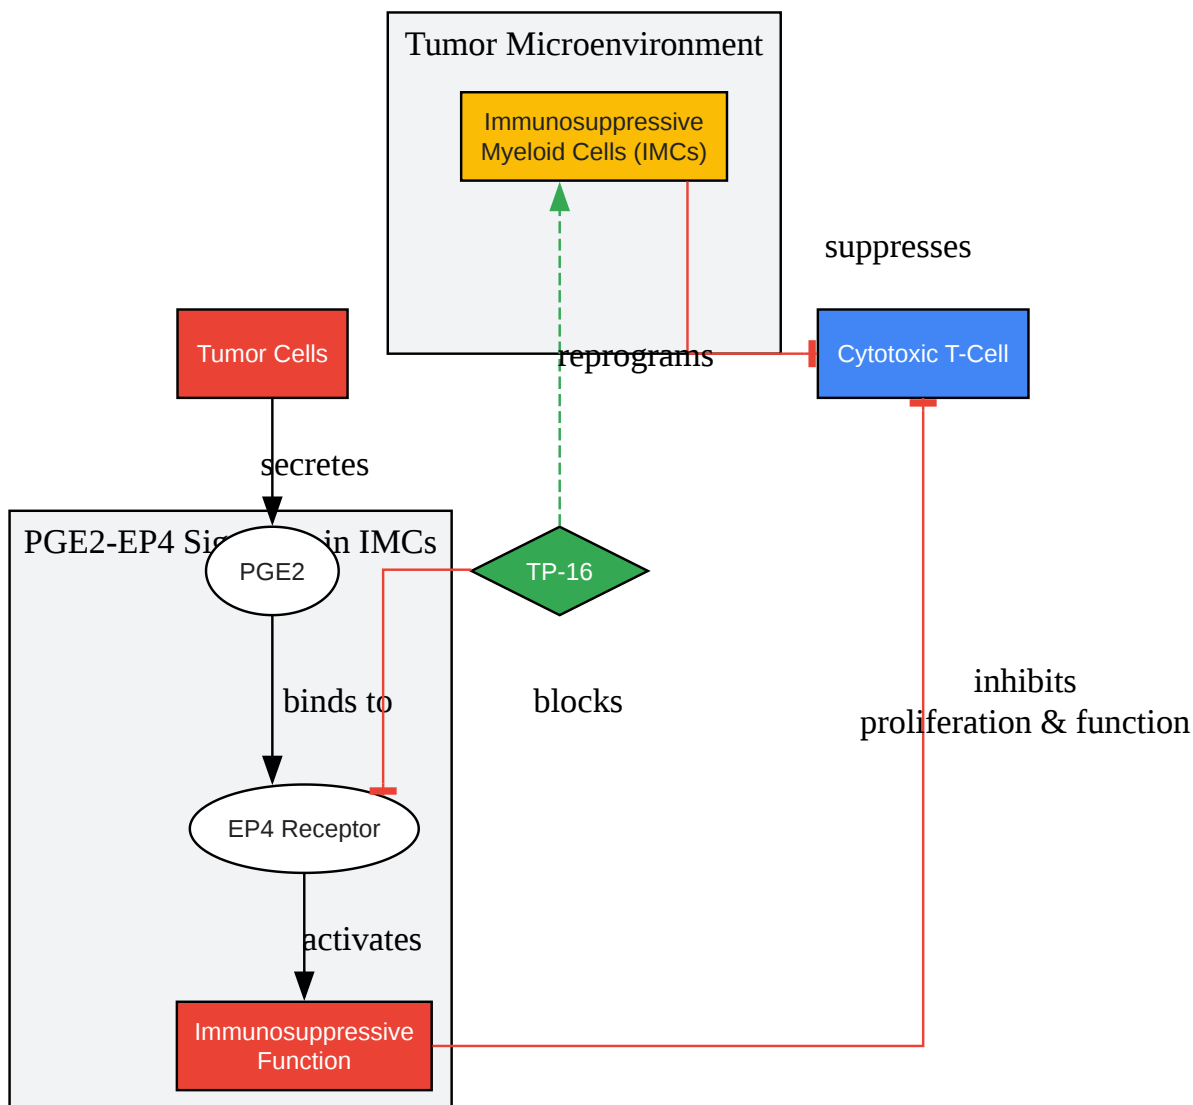 Tumor Microenvironment
Immunosuppressive
Myeloid Cells (IMCs)
suppresses
Tumor Cells
reprograms
Cytotoxic T-Cell
secretes
PGE2-EP4 in IMCs
PGE2
TP-16
binds to
blocks
inhibits
proliferation & function
EP4 Receptor
activates
Immunosuppressive
Function